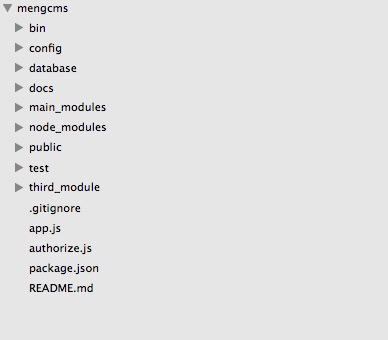 mengcms
bin
config
database
docs
main_modules
node_modules
public
test
third_module
.gitignore
app.js
authorize.js
package.json
README.md